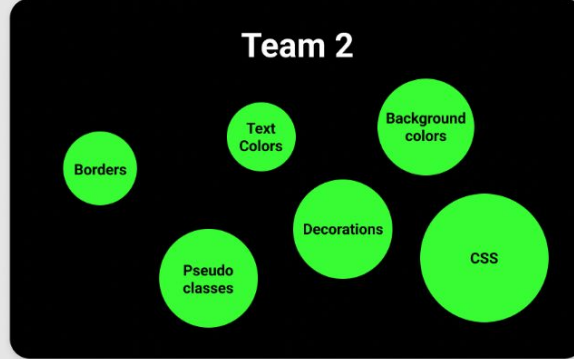 Team 2
Text
Colors
Background
colors
Borders
Decorations
Pseudo
classes
CSS